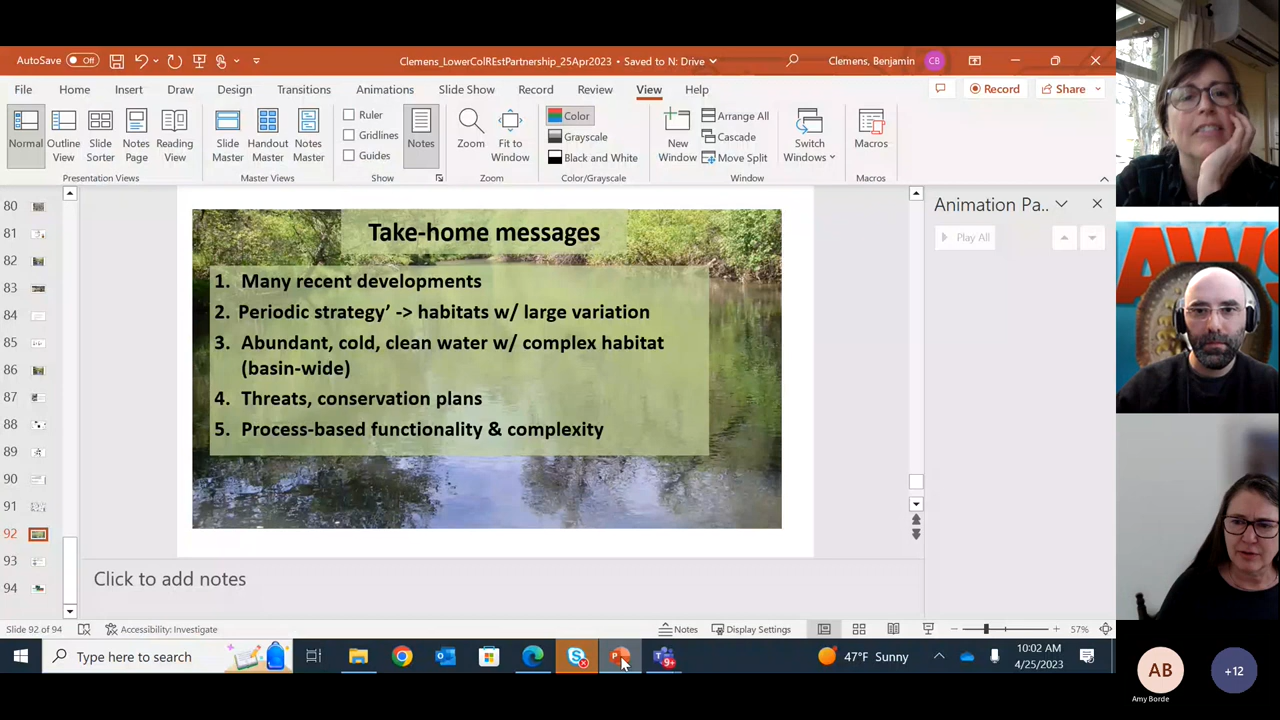 AutoSave Off
Clemens_LowerColREstPartnership_25Apr2023 • Saved to N: Drive
Clemens, Benjamin CB
File Home Insert Draw Design Transitions Animations Slide Show Record Review View Help
Record Share
Normal
Outline View
Slide Sorter
Notes Page
Reading View
Presentation Views
Slide Master
Handout Master
Notes Master
Master Views
Ruler
Gridlines
Guides
Show
Notes
Zoom
Fit to Window
Zoom
Color
Grayscale
Black and White
Color/Grayscale
New Window
Arrange All
Cascade
Move Split
Switch Windows
Window
Macros
Macros
80
81
82
83
84
85
86
87
88
89
90
91
92
93
94
Take-home messages
1. Many recent developments
2. Periodic strategy’ -> habitats w/ large variation
3. Abundant, cold, clean water w/ complex habitat
(basin-wide)
4. Threats, conservation plans
5. Process-based functionality & complexity
Animation Pa..
Play All
Click to add notes
Slide 92 of 94 Accessibility: Investigate
Notes Display Settings 57%
Type here to search
9+
47°F Sunny
10:02 AM
4/25/2023
AWS
AB
Amy Borde
+12